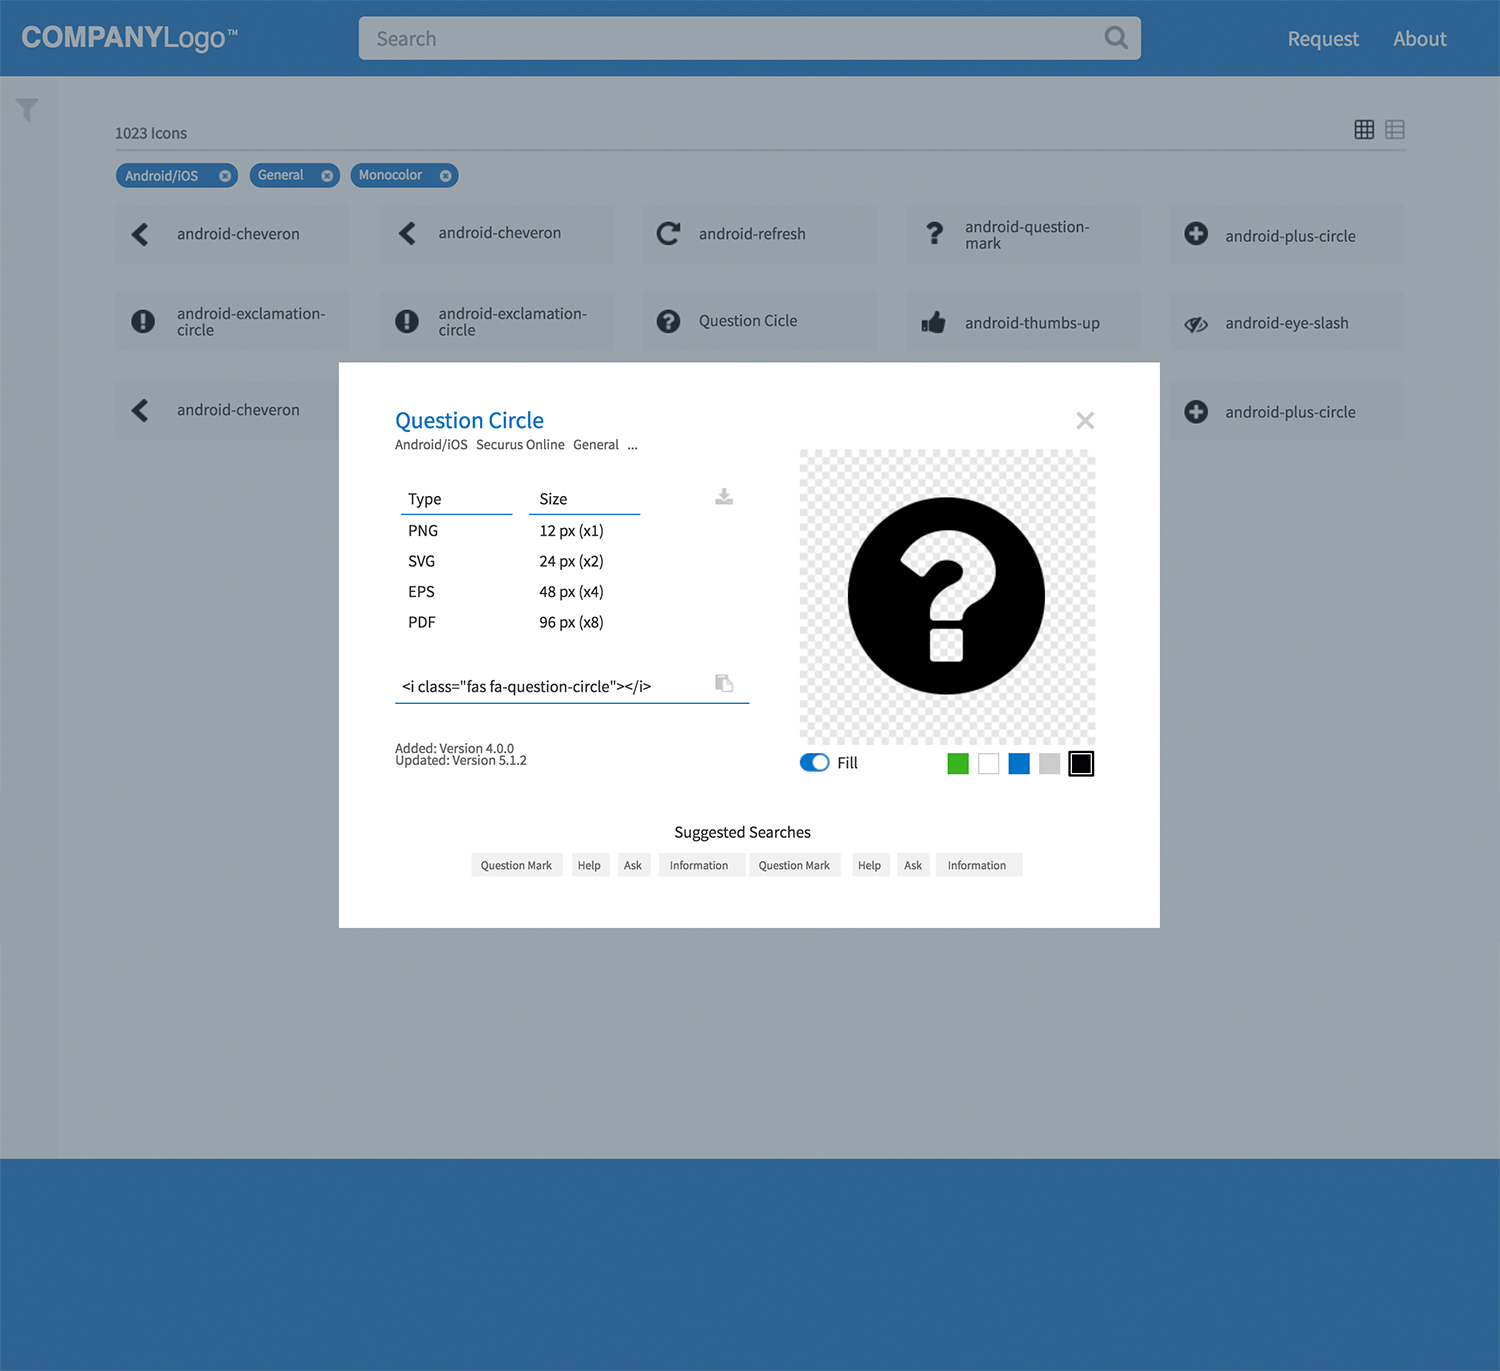 COMPANYLogo™
Search
Request
About
1023 Icons
Android/iOS
General
Monocolor
android-cheveron
android-cheveron
android-refresh
android-question-
mark
android-plus-circle
android-exclamation-
circle
android-exclamation-
circle
Question Cicle
android-thumbs-up
android-eye-slash
android-cheveron
android-plus-circle
Question Circle
Android/iOS Securus Online General ...
Type Size
PNG 12 px (x1)
SVG 24 px (x2)
EPS 48 px (x4)
PDF 96 px (x8)
<i class="fas fa-question-circle"></i>
Added: Version 4.0.0
Updated: Version 5.1.2
Fill
Suggested Searches
Question Mark Help Ask Information Question Mark Help Ask Information